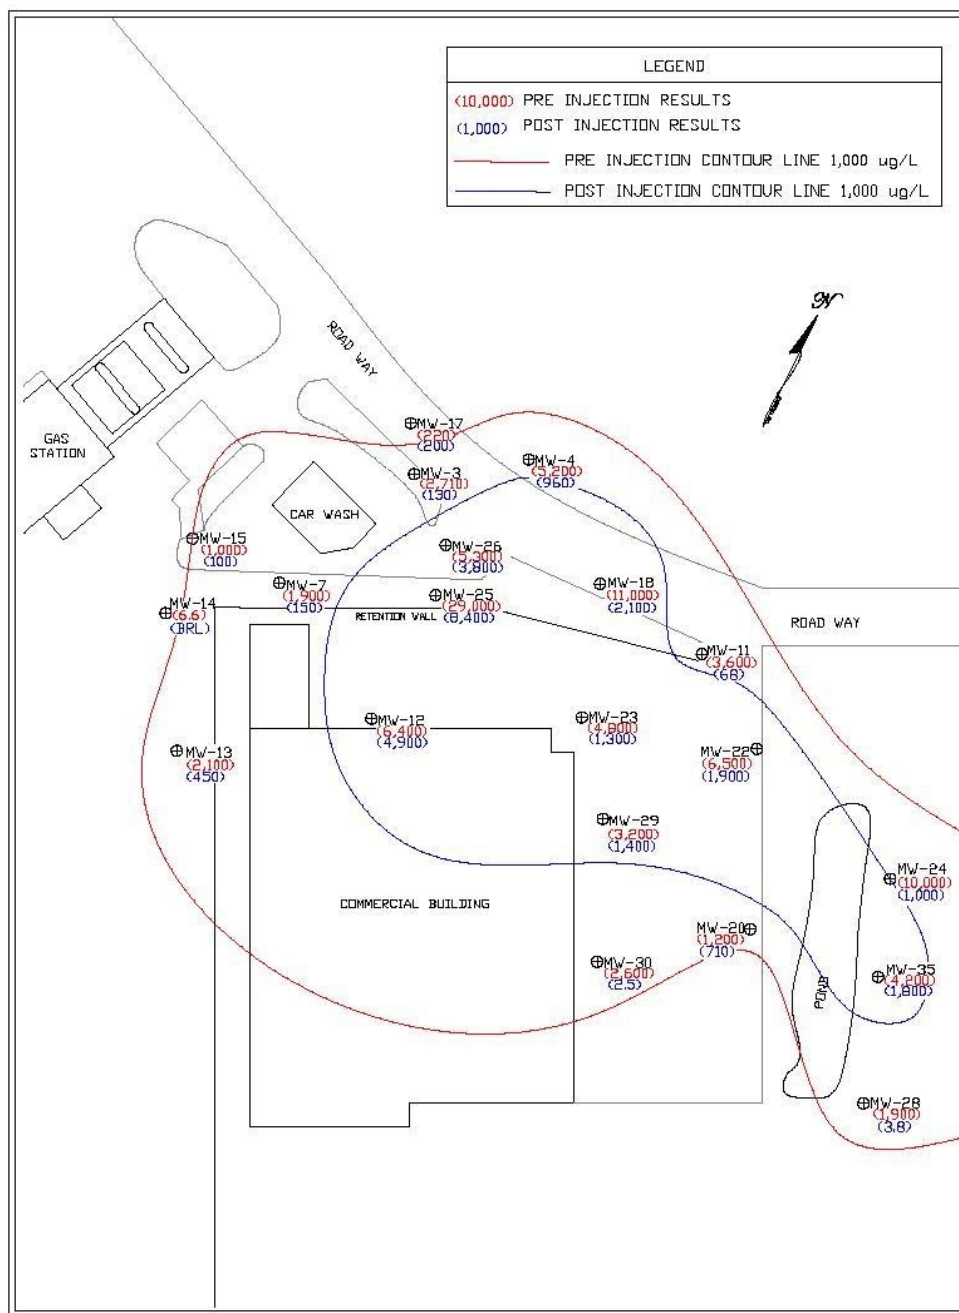 LEGEND
(10,000) PRE INJECTION RESULTS
(1,000) POST INJECTION RESULTS
PRE INJECTION CONTOUR LINE 1,000 ug/L
POST INJECTION CONTOUR LINE 1,000 ug/L
N
ROAD WAY
GAS
STATION
MW-17
(220)
(200)
MW-4
(5,200)
(960)
MW-3
(2,710)
(130)
CAR WASH
MW-15
(1,000)
(100)
MW-26
(5,300)
(3,800)
MW-7
(1,900)
(150)
MW-25
(29,000)
(8,400)
MW-18
(11,000)
(2,100)
MW-14
(6.6)
(BRL)
RETENTION WALL
ROAD WAY
MW-11
(3,600)
(68)
MW-12
(6,400)
(4,900)
MW-23
(4,800)
(1,300)
MW-13
(2,100)
(450)
MW-22
(6,500)
(1,900)
MW-29
(3,200)
(1,400)
MW-24
(10,000)
(1,000)
COMMERCIAL BUILDING
MW-20
(1,200)
(710)
MW-30
(2,600)
(2.5)
MW-35
(4,200)
(1,800)
POND
MW-28
(1,900)
(3.8)